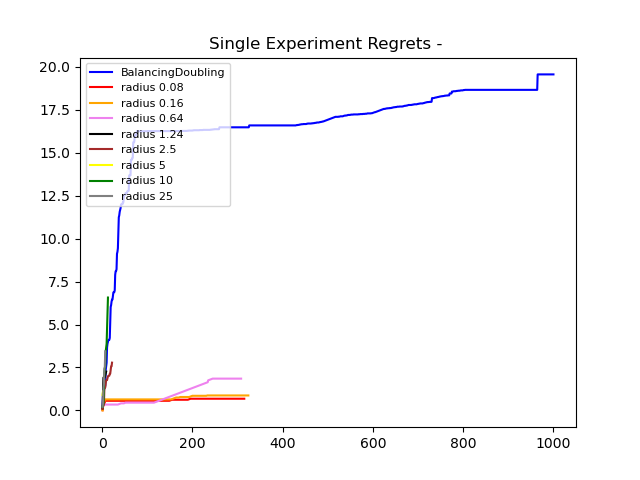 Single Experiment Regrets -
20.0
17.5
15.0
12.5
10.0
7.5
5.0
2.5
0.0
BalancingDoubling
radius 0.08
radius 0.16
radius 0.64
radius 1.24
radius 2.5
radius 5
radius 10
radius 25
0 200 400 600 800 1000